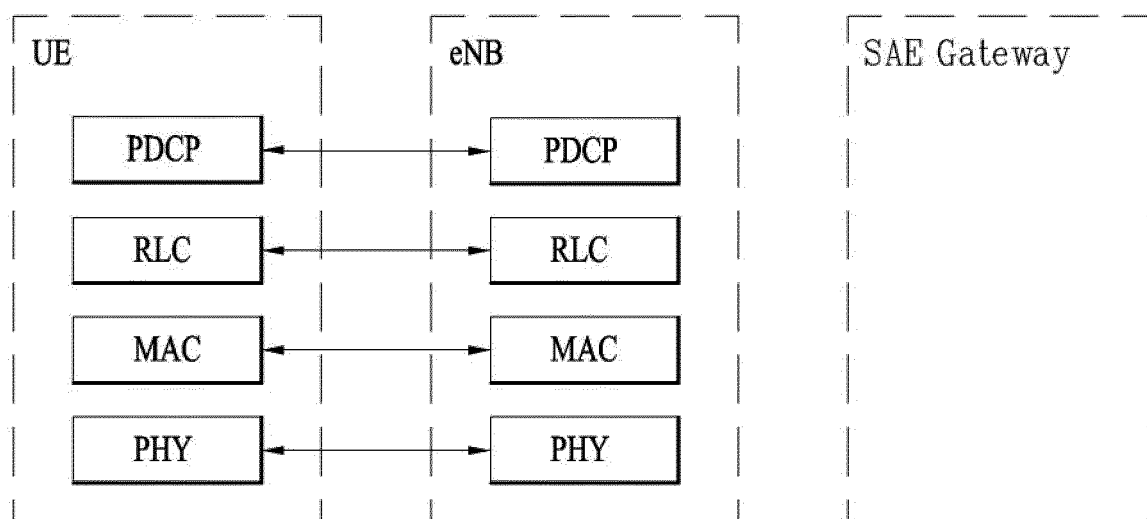 UE
eNB
SAE Gateway
PDCP
PDCP
RLC
RLC
MAC
MAC
PHY
PHY